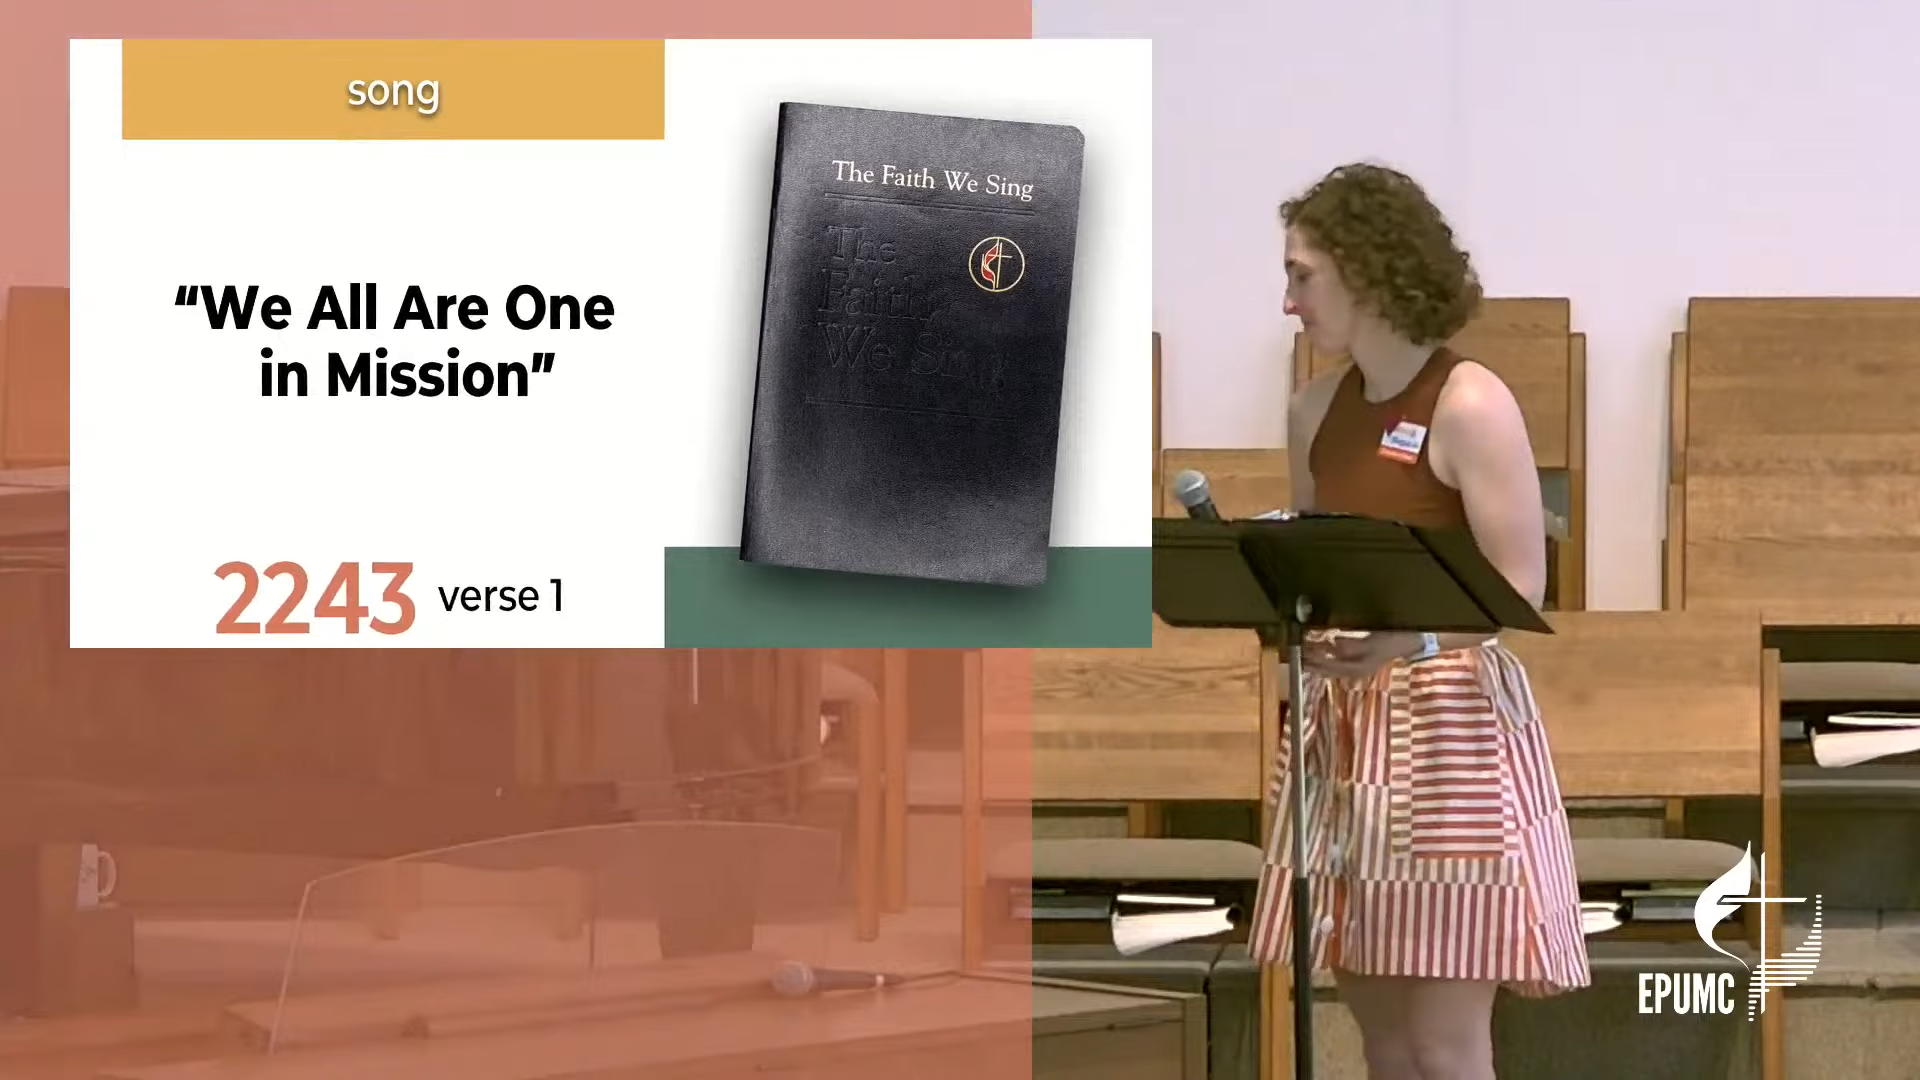 song
“We All Are One
in Mission”
2243 verse 1
The Faith We Sing
The
Faith
We Sing
EPUMC